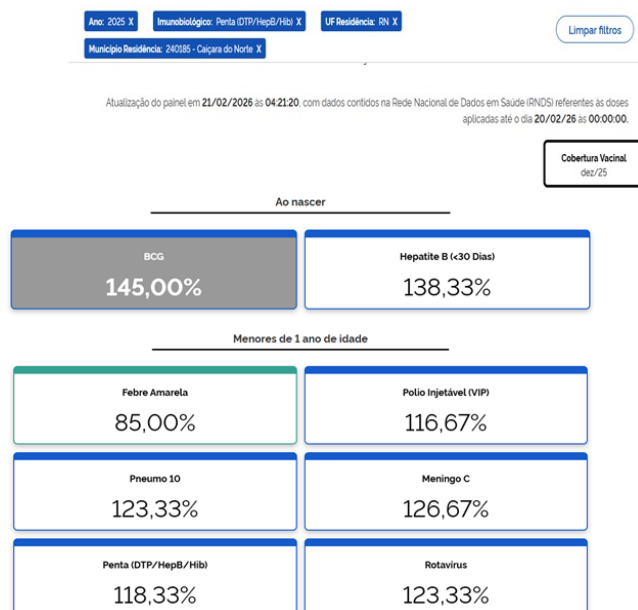 Ano: 2025 X Imunobiológico: Penta (DTP/HepB/Hib) X UF Residência: RN X
Município Residência: 240185 - Caiçara do Norte X
Limpar filtros
Atualização do painel em 21/02/2026 às 04:21:20, com dados contidos na Rede Nacional de Dados em Saúde (RNDS) referentes às doses
aplicadas até o dia 20/02/26 às 00:00:00.
Cobertura Vacinal
dez/25
Ao nascer
BCG
145,00%
Hepatite B (<30 Dias)
138,33%
Menores de 1 ano de idade
Febre Amarela
85,00%
Polio Injetável (VIP)
116,67%
Pneumo 10
123,33%
Meningo C
126,67%
Penta (DTP/HepB/Hib)
118,33%
Rotavírus
123,33%